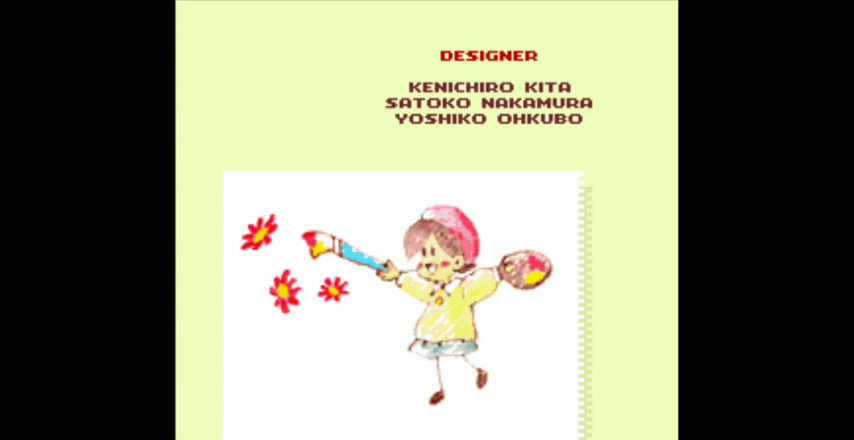 DESIGNER
KENICHIRO KITA
SATOKO NAKAMURA
YOSHIKO OHKUBO